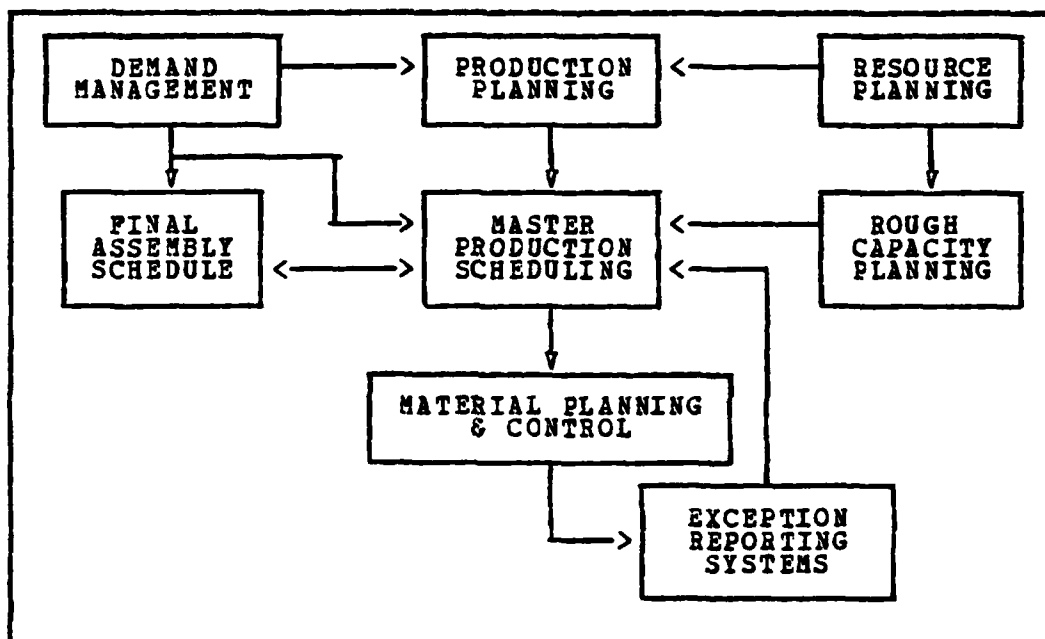 DEMAND
MANAGEMENT
PRODUCTION
PLANNING
RESOURCE
PLANNING
FINAL
ASSEMBLY
SCHEDULE
MASTER
PRODUCTION
SCHEDULING
ROUGH
CAPACITY
PLANNING
MATERIAL PLANNING
& CONTROL
EXCEPTION
REPORTING
SYSTEMS